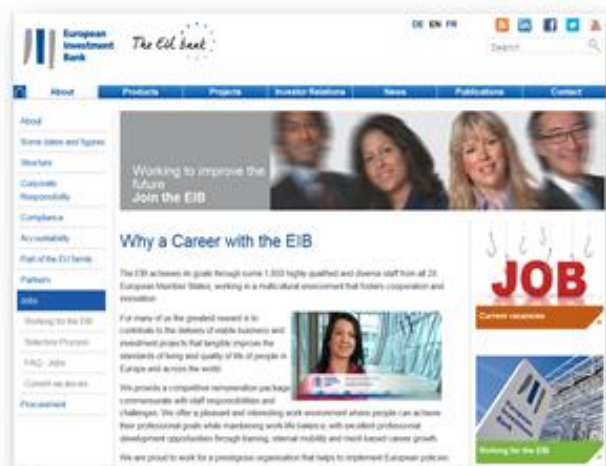 European
Investment
Bank
The EU bank
DE EN FR
Search
About
Products
Projects
Investor Relations
News
Publications
Contact
About
Some dates and figures
Structure
Corporate
Responsibility
Compliance
Accountability
Part of the EU family
Partners
Jobs
Working for the EIB
Selection Process
FAQ - Jobs
Current vacancies
Procurement
Working to improve the
future
Join the EIB
Why a Career with the EIB
The EIB achieves its goals through some highly qualified and diverse staff from all 28
European Member States, working in a multicultural environment that fosters cooperation and
innovation
For many of us the greatest reward is to
contribute to the delivery of viable business and
investment projects that tangibly improve the
standards of living and quality of life of people in
Europe and across the world.
We provide a competitive remuneration package
commensurate with staff responsibilities and
challenges. We offer a pleasant and interesting work environment where people can achieve
their professional goals while maintaining work-life balance, with excellent professional
development opportunities through training, internal mobility and merit-based career growth.
We are proud to work for a prestigious organisation that helps to implement European policies
JOB
Current vacancies
Working for the EIB